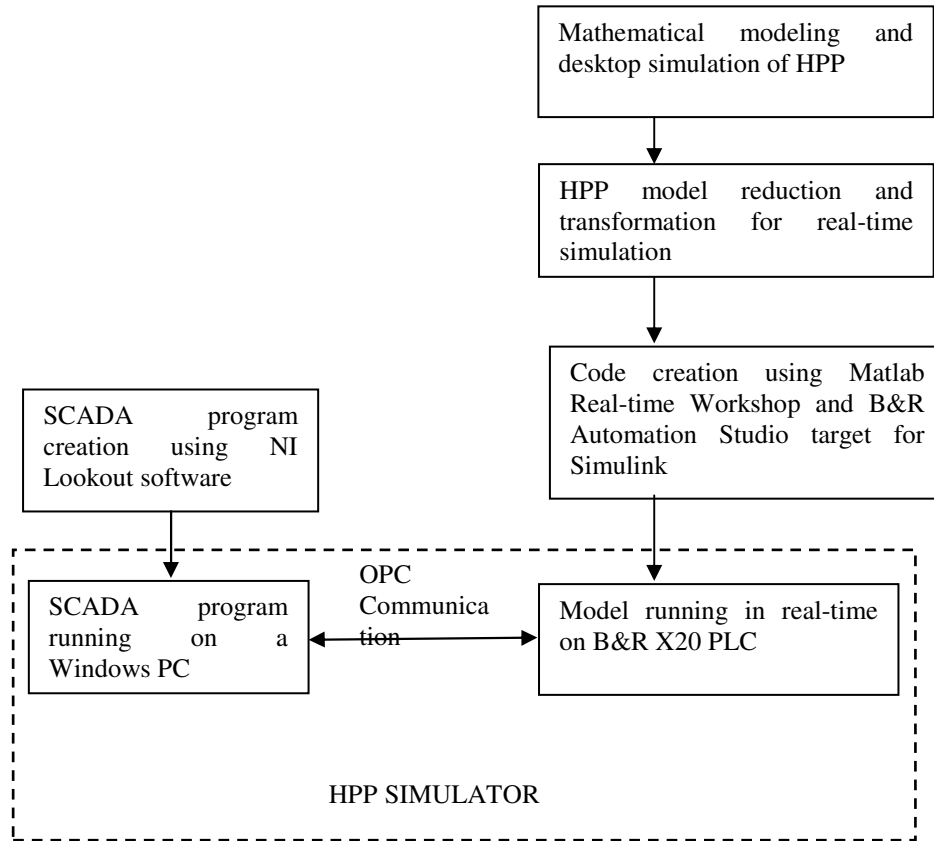 Mathematical modeling and
desktop simulation of HPP
HPP model reduction and
transformation for real-time
simulation
Code creation using Matlab
Real-time Workshop and B&R
Automation Studio target for
Simulink
SCADA program
creation using NI
Lookout software
SCADA program
running on a
Windows PC
OPC
Communica
tion
Model running in real-time
on B&R X20 PLC
HPP SIMULATOR